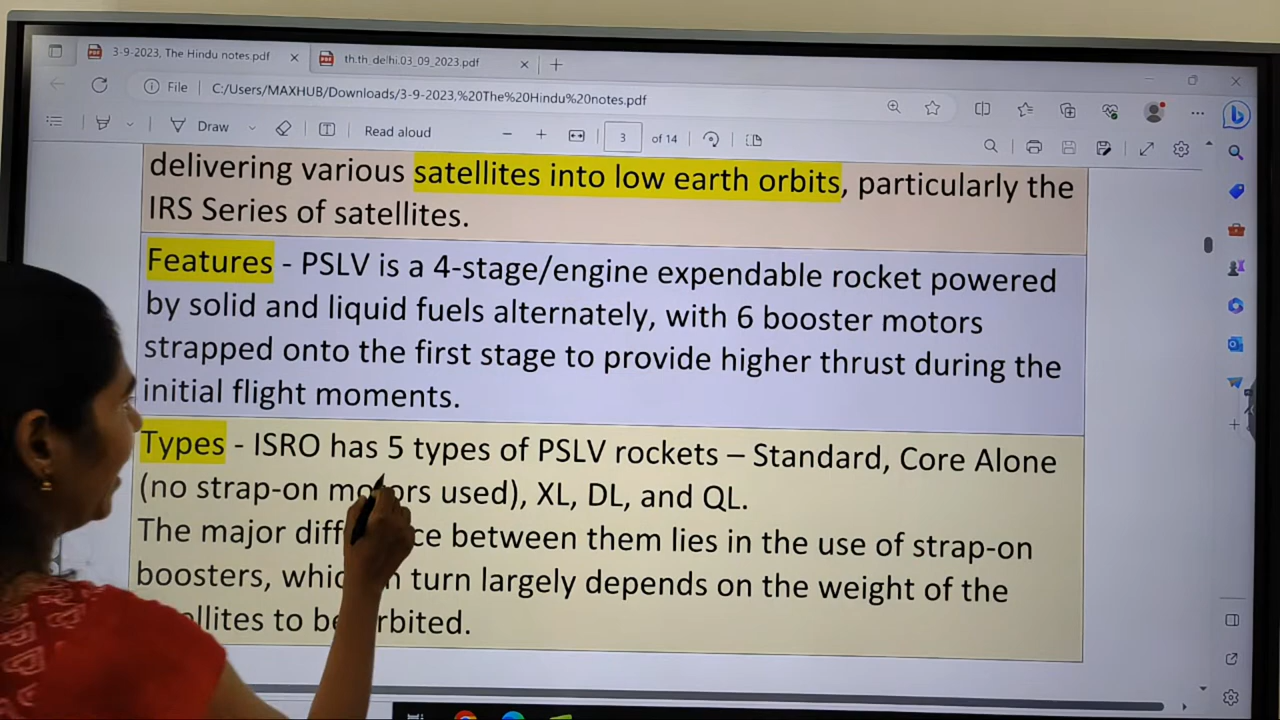 3-9-2023, The Hindu notes.pdf
th.th_delhi.03_09_2023.pdf
File C:/Users/MAXHUB/Downloads/3-9-2023,%20The%20Hindu%20notes.pdf
Draw Read aloud 3 of 14
delivering various satellites into low earth orbits, particularly the
IRS Series of satellites.
Features - PSLV is a 4-stage/engine expendable rocket powered
by solid and liquid fuels alternately, with 6 booster motors
strapped onto the first stage to provide higher thrust during the
initial flight moments.
Types - ISRO has 5 types of PSLV rockets – Standard, Core Alone
(no strap-on motors used), XL, DL, and QL.
The major between them lies in the use of strap-on
boosters, turn largely depends on the weight of the
to